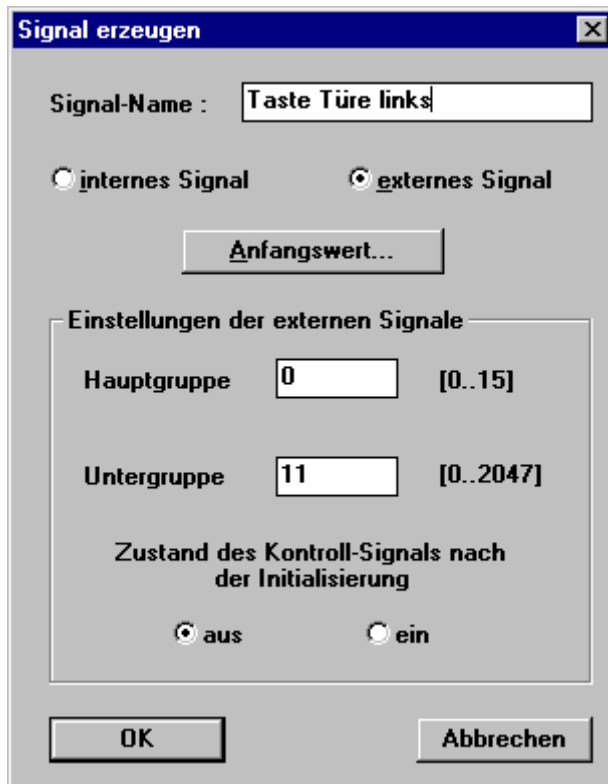 Signal erzeugen
Signal-Name : Taste Türe links
internes Signal externes Signal
Anfangswert...
Einstellungen der externen Signale
Hauptgruppe 0 [0..15]
Untergruppe 11 [0..2047]
Zustand des Kontroll-Signals nach
der Initialisierung
aus ein
OK Abbrechen